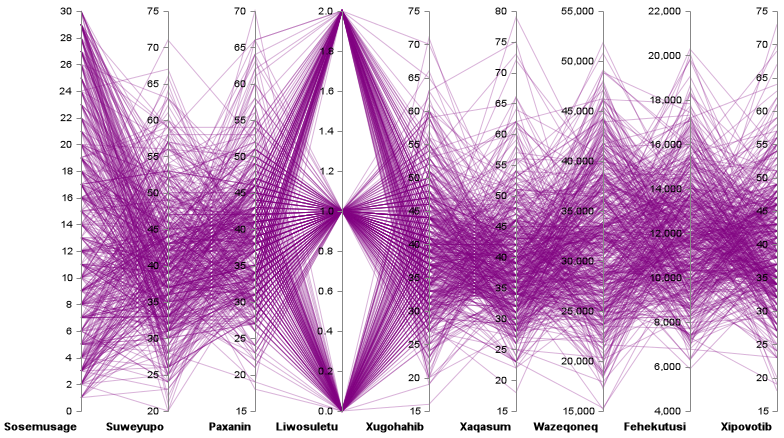 30 75 70 2.0 75 80 55,000 22,000 75
28 70 65 1.8 70 75 50,000 20,000 70
26 65 60 1.6 65 70 45,000 18,000 65
24 60 55 1.4 60 65 40,000 16,000 60
22 55 50 1.2 55 60 35,000 14,000 55
20 50 45 1.0 50 55 30,000 12,000 50
18 45 40 0.8 45 50 25,000 10,000 45
16 40 35 0.6 40 45 20,000 8,000 40
14 35 30 0.4 35 40 15,000 6,000 35
12 30 25 0.2 30 35 4,000 30
10 25 20 0.0 25 30 25
8 20 15 20 25 20
6 15 20 15
4 15
2
0
Sosemusage Suweyupo Paxanin Liwosuletu Xugohahib Xaqasum Wazeqoneq Fehekutusi Xipovotib